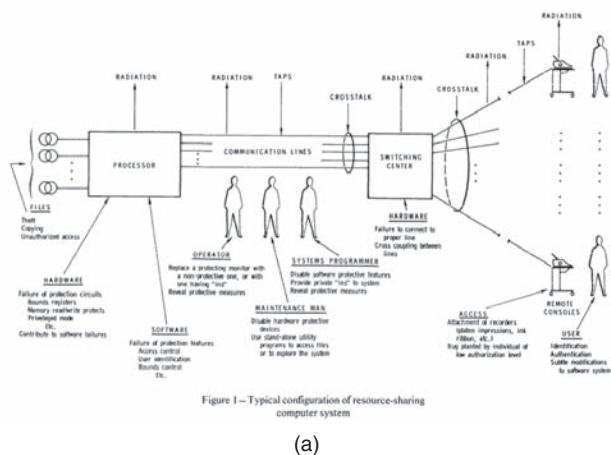 RADIATION
TAPS
RADIATION
RADIATION
RADIATION
TAPS
RADIATION
CROSSTALK
CROSSTALK
COMMUNICATION LINES
PROCESSOR
SWITCHING
CENTER
FILES
Theft
Copying
Unauthorized access
HARDWARE
Failure of protection circuits
Bounds registers
Memory read/write protects
Privileged mode
Etc.
Contribute to software failures
SOFTWARE
Failure of protection features
Access control
User identification
Bounds control
Etc.
OPERATOR
Replace a protecting monitor with
a non-protective one, or with
one having "ins"
Reveal protective measures
MAINTENANCE MAN
Disable hardware protective
devices
Use stand-alone utility
programs to access files
or to explore the system
SYSTEMS PROGRAMMER
Disable software protective features
Provide private "ins" to system
Reveal protective measures
HARDWARE
Failure to connect to
proper line
Cross coupling between
lines
ACCESS
Attachment of recorders
(platen impressions, ink
ribbon, etc.)
Bug planted by individual of
low authorization level
REMOTE
CONSOLES
USER
Identification
Authentication
Subtle modifications
to software system
Figure 1—Typical configuration of resource-sharing
computer system
(a)